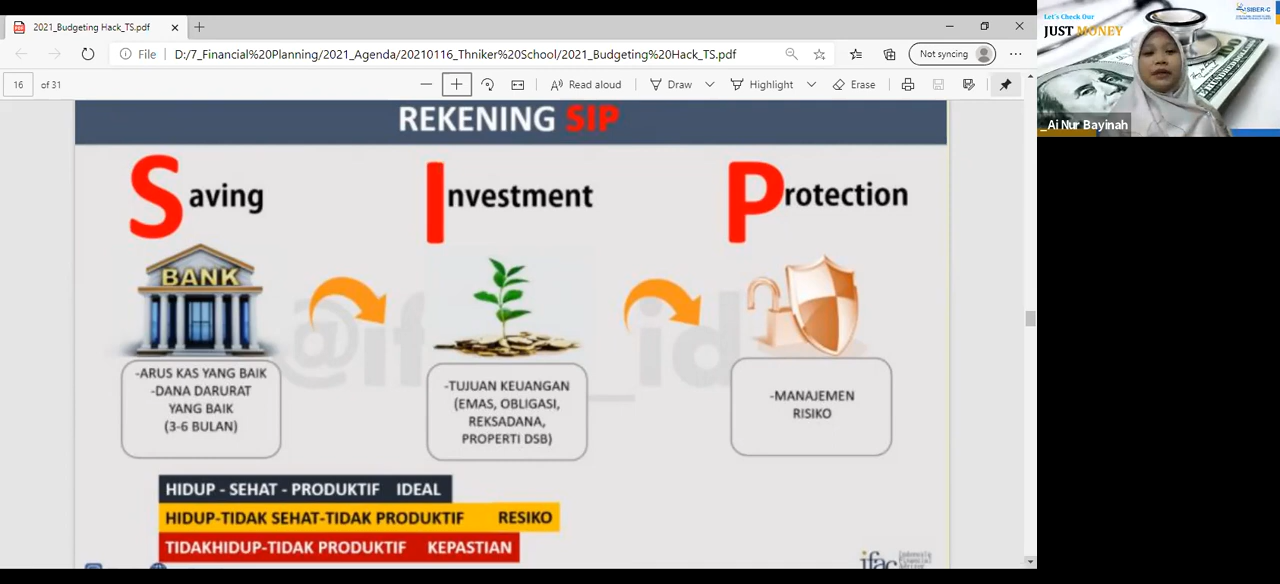 2021_Budgeting Hack_TS.pdf
File D:/7_Financial%20Planning/2021_Agenda/20210116_Thniker%20School/2021_Budgeting%20Hack_TS.pdf
Not syncing
16 of 31
Read aloud
Draw
Highlight
Erase
REKENING SIP
Saving
Investment
Protection
BANK
-ARUS KAS YANG BAIK
-DANA DARURAT
YANG BAIK
(3-6 BULAN)
-TUJUAN KEUANGAN
(EMAS, OBLIGASI,
REKSADANA,
PROPERTI DSB)
-MANAJEMEN
RISIKO
@if
_id
HIDUP - SEHAT - PRODUKTIF IDEAL
HIDUP-TIDAK SEHAT-TIDAK PRODUKTIF RESIKO
TIDAKHIDUP-TIDAK PRODUKTIF KEPASTIAN
ifac
Let's Check Our
JUST MONEY
SIBER-C
_Ai Nur Bayinah